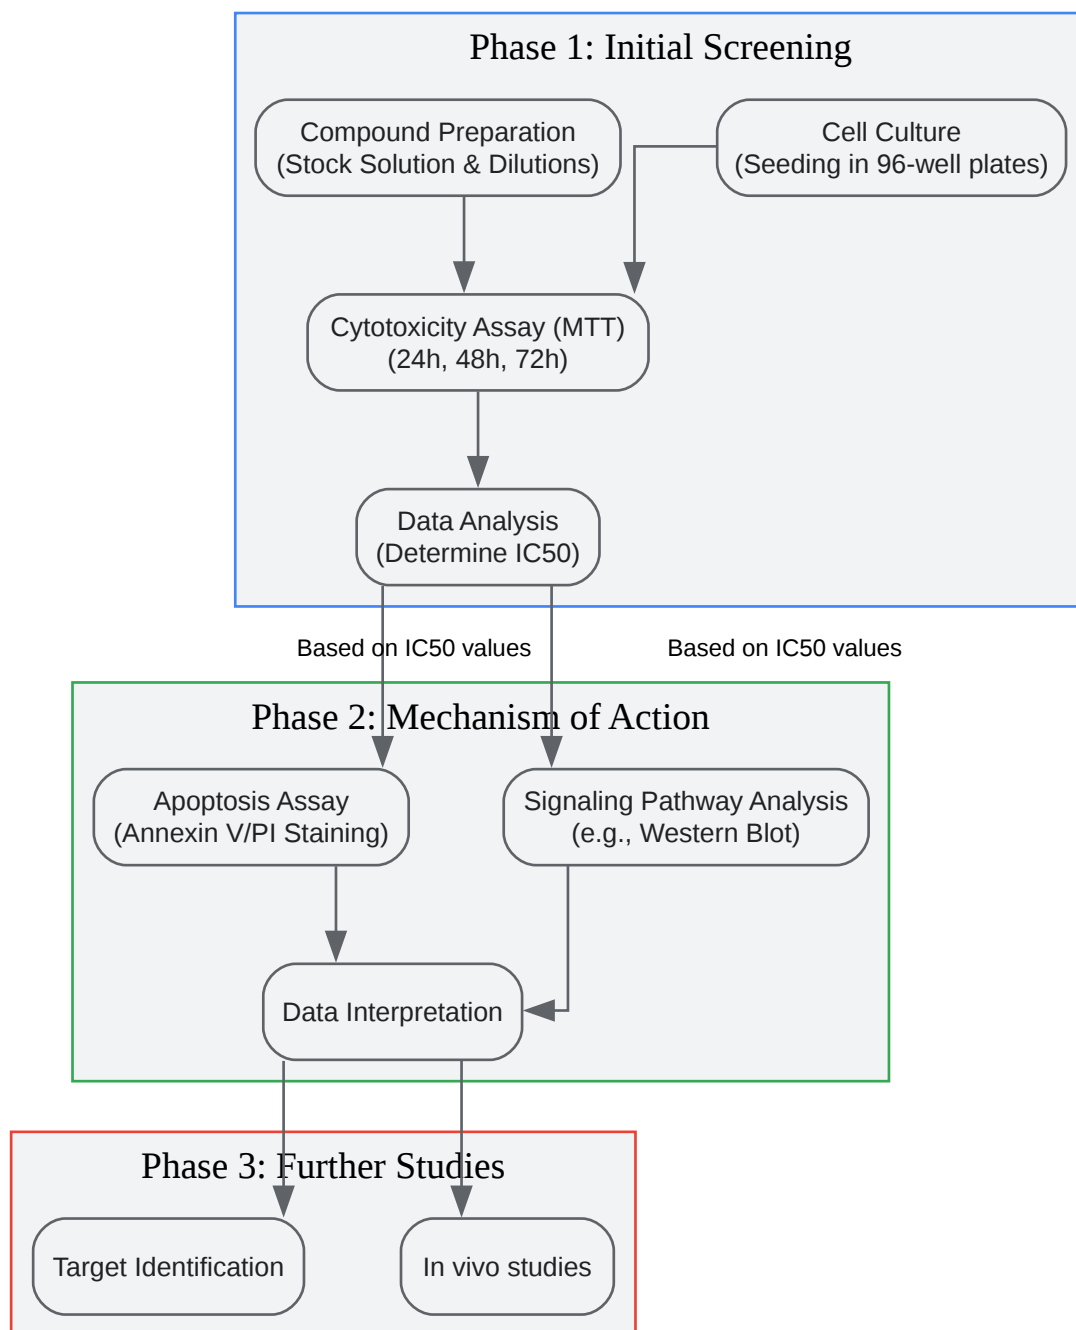 Phase 1: Initial Screening
Compound Preparation
(Stock Solution & Dilutions)
Cell Culture
(Seeding in 96-well plates)
Cytotoxicity Assay (MTT)
(24h, 48h, 72h)
Data Analysis
(Determine IC50)
Based on IC50 values
Based on IC50 values
Phase 2: Mechanism of Action
Apoptosis Assay
(Annexin V/PI Staining)
Signaling Pathway Analysis
(e.g., Western Blot)
Data Interpretation
Phase 3: Further Studies
Target Identification
In vivo studies